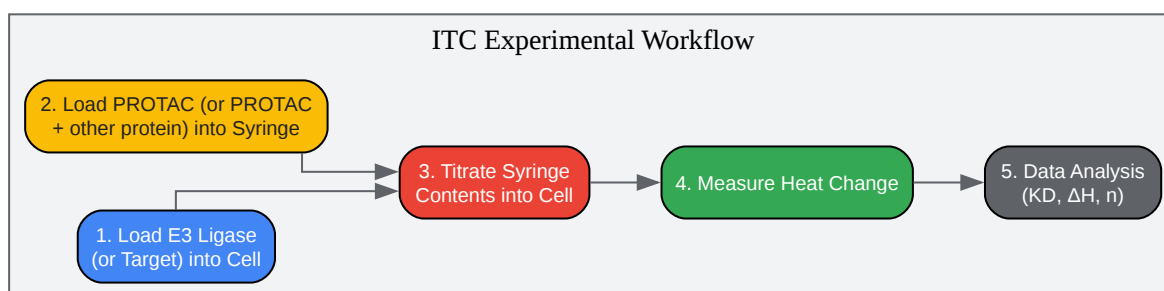 ITC Experimental Workflow
2. Load PROTAC (or PROTAC
+ other protein) into Syringe
3. Titrate Syringe
Contents into Cell
4. Measure Heat Change
5. Data Analysis
(KD, ΔH, n)
1. Load E3 Ligase
(or Target) into Cell